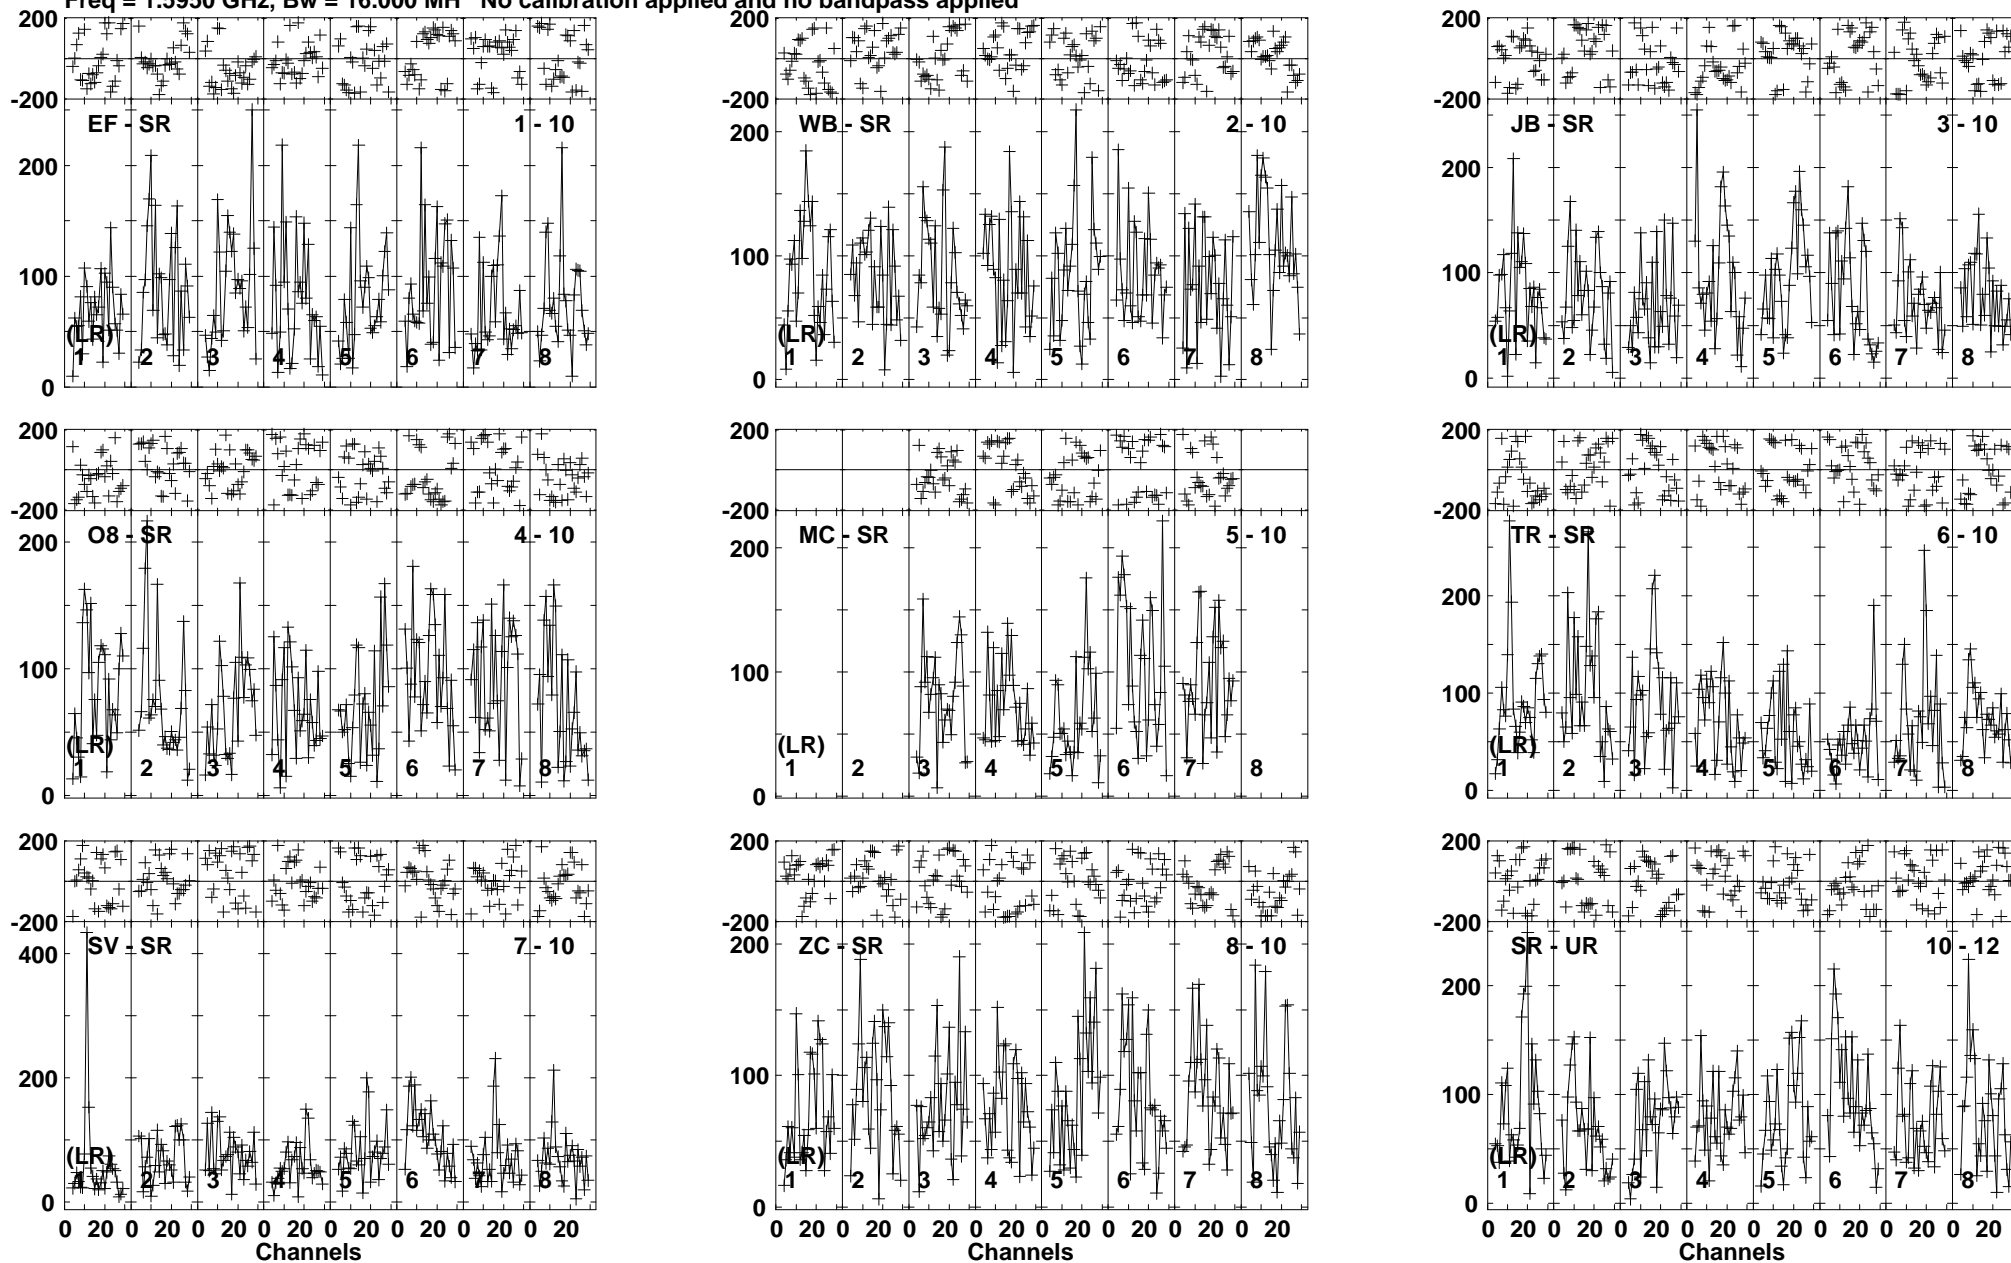 Freq = 1.5950 GHz, Bw = 16.000 MH No calibration applied and no bandpass applied
200 200 200
-200 -200 -200
EF - SR 1 - 10 WB - SR 2 - 10 JB - SR 3 - 10
200 200 200
100 100 100
(LR) (LR) (LR)
1 2 3 4 5 6 7 8 1 2 3 4 5 6 7 8 1 2 3 4 5 6 7 8
0 0 0
200 200 200
-200 -200 -200
O8 - SR 4 - 10 MC - SR 5 - 10 TR - SR 6 - 10
200 200 200
100 100 100
(LR) (LR) (LR)
1 2 3 4 5 6 7 8 1 2 3 4 5 6 7 8 1 2 3 4 5 6 7 8
0 0 0
200 200 200
-200 -200 -200
SV - SR 7 - 10 ZC - SR 8 - 10 SR - UR 10 - 12
400 200 200
200 100 100
(LR) (LR) (LR)
1 2 3 4 5 6 7 8 1 2 3 4 5 6 7 8 1 2 3 4 5 6 7 8
0 0 0
0 20 0 20 0 20 0 20 0 20 0 20 0 20 0 20 0 20 0 20 0 20 0 20 0 20 0 20 0 20 0 20 0 20 0 20 0 20 0 20 0 20 0 20 0 20 0 20
Channels Channels Channels